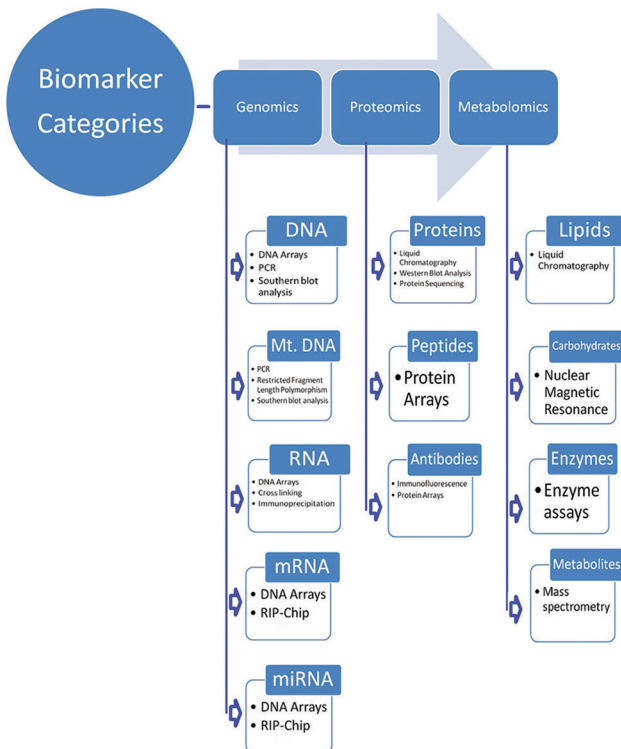 Biomarker
Categories
Genomics
Proteomics
Metabolomics
DNA
• DNA Arrays
• PCR
• Southern blot
analysis
Mt. DNA
• PCR
• Restricted Fragment
Length Polymorphism
• Southern blot analysis
RNA
• DNA Arrays
• Cross linking
• Immunoprecipitation
mRNA
• DNA Arrays
• RIP-Chip
miRNA
• DNA Arrays
• RIP-Chip
Proteins
• Liquid
Chromatography
• Western Blot Analysis
• Protein Sequencing
Peptides
• Protein
Arrays
Antibodies
• Immunofluorescence
• Protein Arrays
Lipids
• Liquid
Chromatography
Carbohydrates
• Nuclear
Magnetic
Resonance
Enzymes
• Enzyme
assays
Metabolites
• Mass
spectrometry